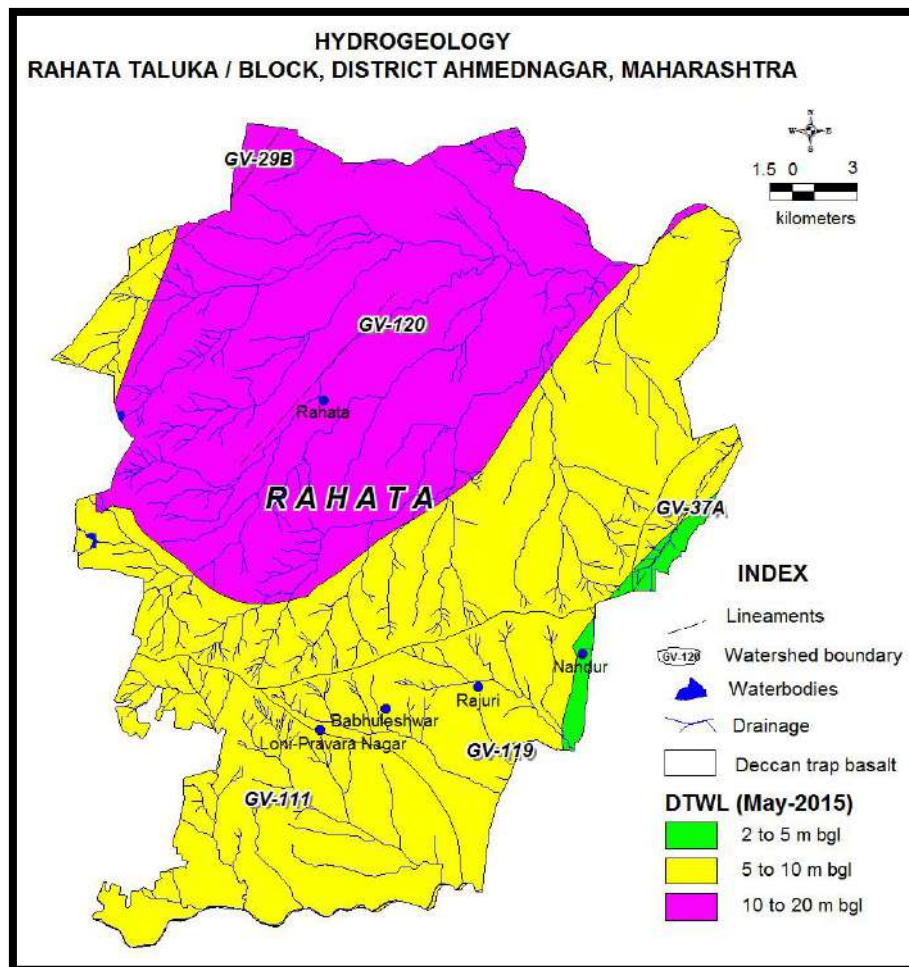 HYDROGEOLOGY
RAHATA TALUKA / BLOCK, DISTRICT AHMEDNAGAR, MAHARASHTRA
N
W E
S
1.5 0 3
kilometers
GV-29B
GV-120
Rahata
RAHATA
GV-37A
Nandur
Rajuri
Babhuleshwar
Loni-Pravara Nagar
GV-119
GV-111
INDEX
Lineaments
GV-120 Watershed boundary
Waterbodies
Drainage
Deccan trap basalt
DTWL (May-2015)
2 to 5 m bgl
5 to 10 m bgl
10 to 20 m bgl